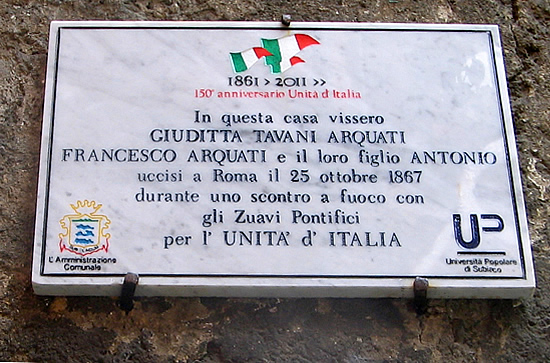 1861 > 2011 >>
150° anniversario Unità d'Italia
In questa casa vissero
GIUDITTA TAVANI ARQUATI
FRANCESCO ARQUATI e il loro figlio ANTONIO
uccisi a Roma il 25 ottobre 1867
durante uno scontro a fuoco con
gli Zuavi Pontifici
per l' UNITA' d' ITALIA
L'Amministrazione
Comunale
UP
Università Popolare
di Subiaco